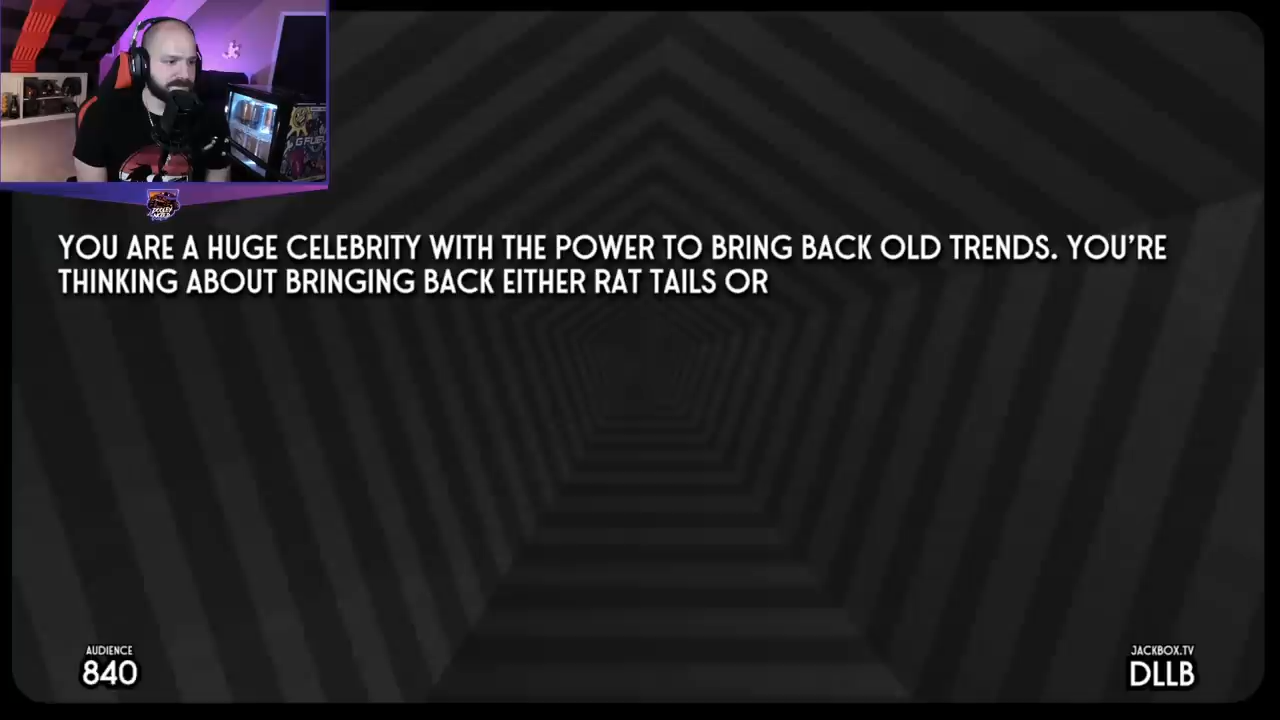 YOU ARE A HUGE CELEBRITY WITH THE POWER TO BRING BACK OLD TRENDS. YOU'RE
THINKING ABOUT BRINGING BACK EITHER RAT TAILS OR
AUDIENCE
840
JACKBOX.TV
DLLB